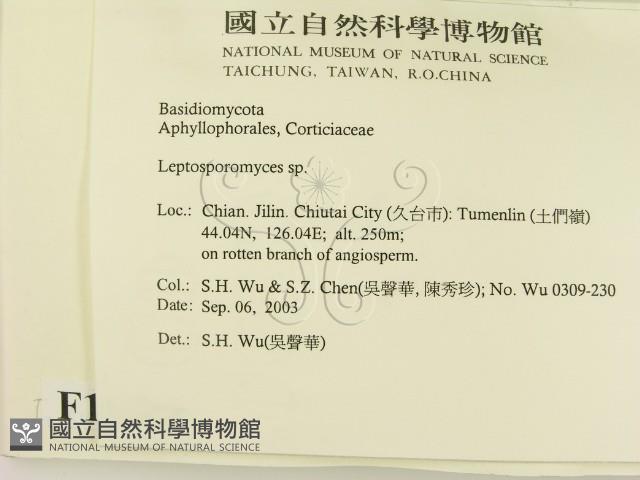 國立自然科學博物館
NATIONAL MUSEUM OF NATURAL SCIENCE
TAICHUNG, TAIWAN, R.O.CHINA
Basidiomycota
Aphyllophorales, Corticiaceae
Leptosporomyces sp.
Loc.: Chian. Jilin. Chiutai City (久台市): Tumenlin (土們嶺)
44.04N, 126.04E; alt. 250m;
on rotten branch of angiosperm.
Col.: S.H. Wu & S.Z. Chen(吳聲華, 陳秀珍); No. Wu 0309-230
Date: Sep. 06, 2003
Det.: S.H. Wu(吳聲華)
F1
國立自然科學博物館
NATIONAL MUSEUM OF NATURAL SCIENCE